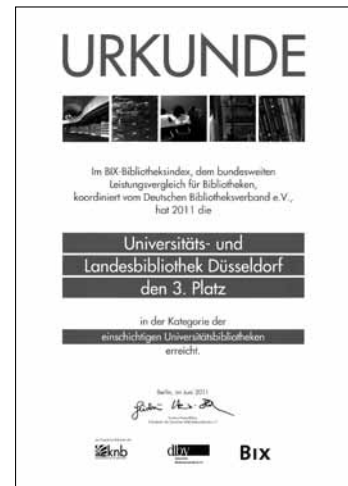 URKUNDE
Im BIX-Bibliotheksindex, dem bundesweiten
Leistungsvergleich für Bibliotheken,
koordiniert vom Deutschen Bibliotheksverband e.V.,
hat 2011 die
Universitäts- und
Landesbibliothek Düsseldorf
den 3. Platz
in der Kategorie der
einschichtigen Universitätsbibliotheken
erreicht.
Berlin, im Juni 2011
knb
dbv
BIX